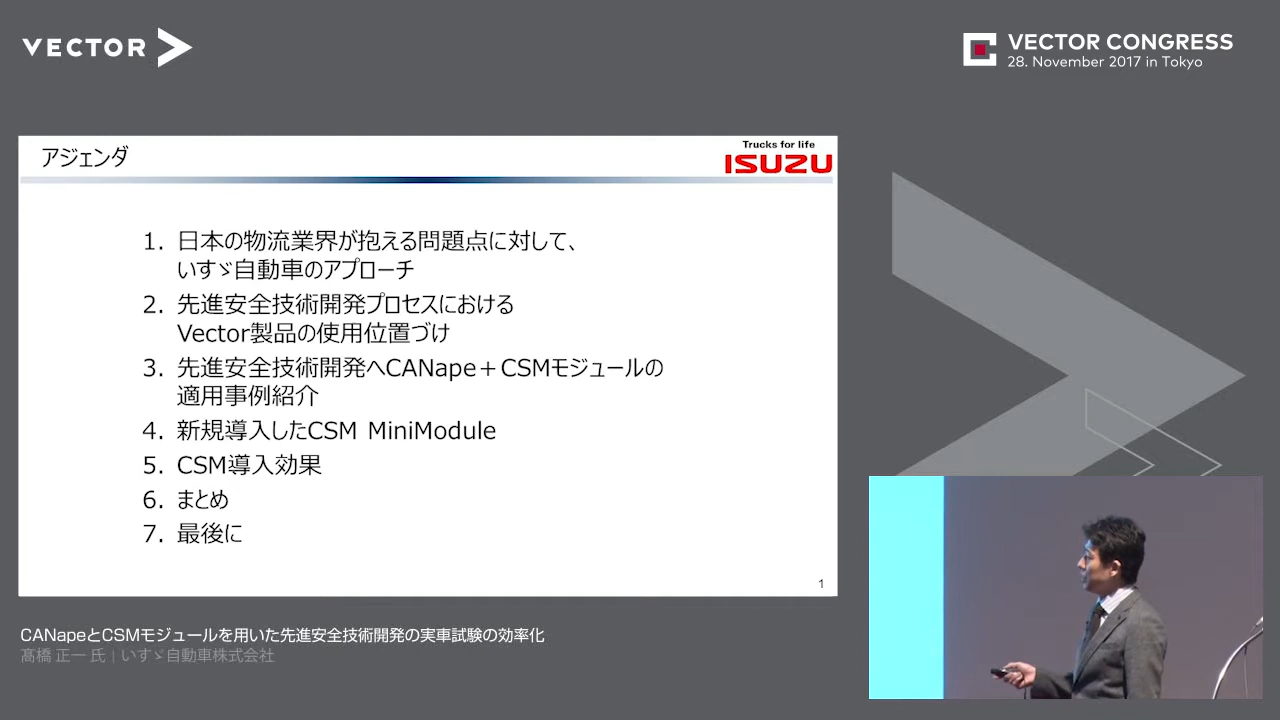 VECTOR
VECTOR CONGRESS
28. November 2017 in Tokyo
アジェンダ
Trucks for life
ISUZU
1. 日本の物流業界が抱える問題点に対して、
いすゞ自動車のアプローチ
2. 先進安全技術開発プロセスにおける
Vector製品の使用位置づけ
3. 先進安全技術開発へCANape+CSMモジュールの
適用事例紹介
4. 新規導入したCSM MiniModule
5. CSM導入効果
6. まとめ
7. 最後に
1
CANapeとCSMモジュールを用いた先進安全技術開発の実車試験の効率化
髙橋 正一 氏 | いすゞ自動車株式会社